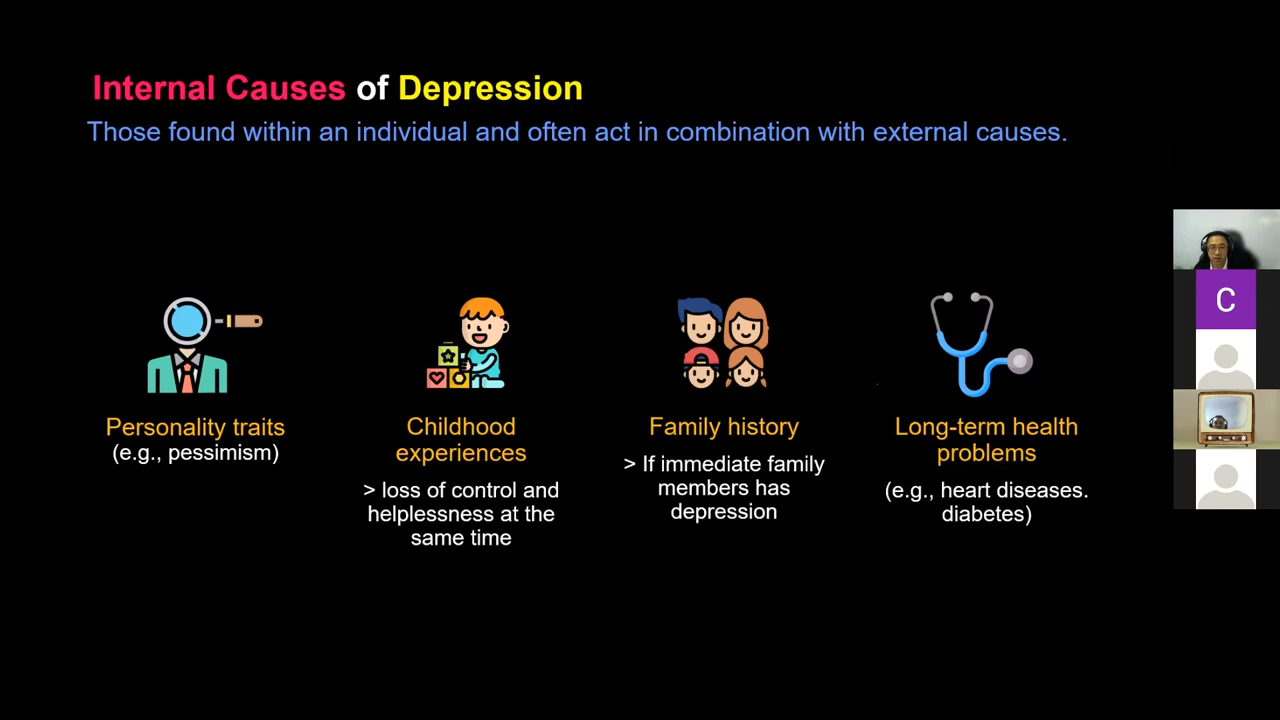 Internal Causes of Depression
Those found within an individual and often act in combination with external causes.
Personality traits
(e.g., pessimism)
Childhood
experiences
> loss of control and
helplessness at the
same time
Family history
> If immediate family
members has
depression
Long-term health
problems
(e.g., heart diseases.
diabetes)
C